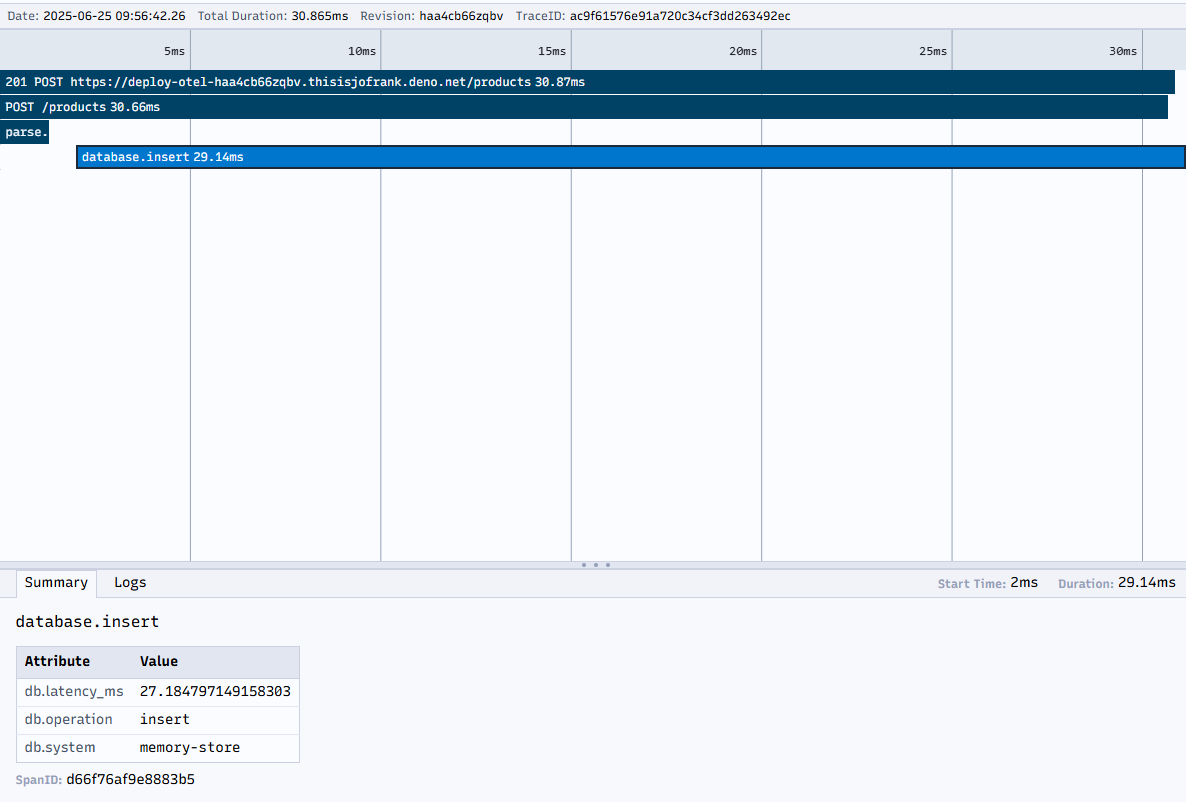 Date: 2025-06-25 09:56:42.26 Total Duration: 30.865ms Revision: haa4cb66zqbv TraceID: ac9f61576e91a720c34cf3dd263492ec
5ms 10ms 15ms 20ms 25ms 30ms
201 POST https://deploy-otel-haa4cb66zqbv.thisisjofrank.deno.net/products 30.87ms
POST /products 30.66ms
parse.
database.insert 29.14ms
Summary Logs Start Time: 2ms Duration: 29.14ms
database.insert
Attribute Value
db.latency_ms 27.184797149158303
db.operation insert
db.system memory-store
SpanID: d66f76af9e8883b5